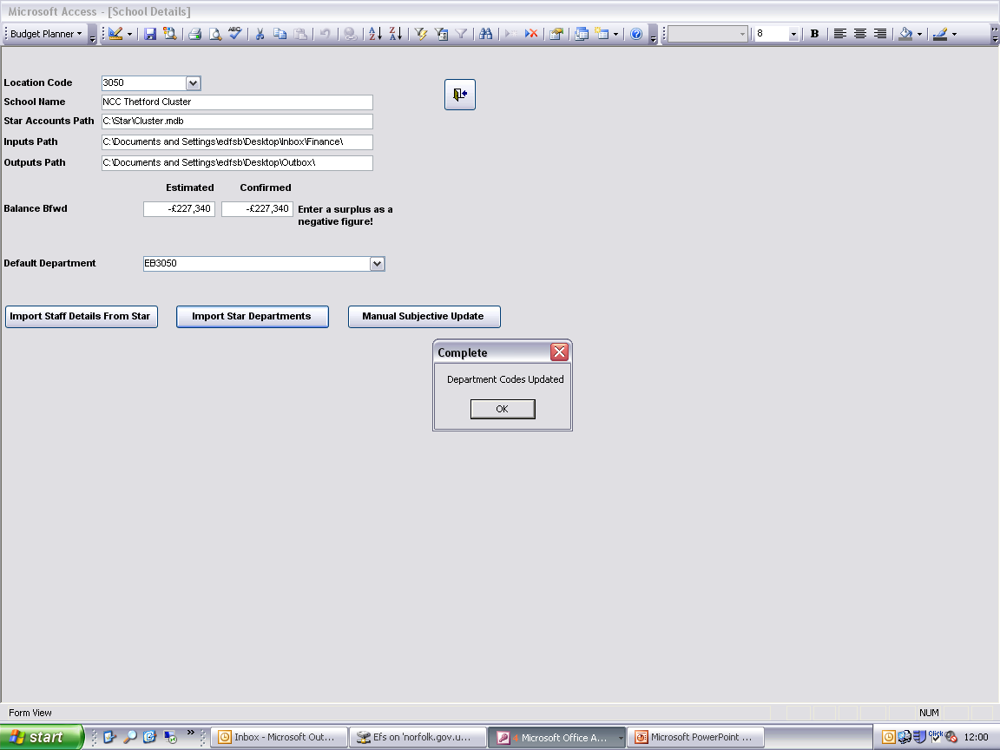 Microsoft Access - [School Details]
Budget Planner
ABC
8
B
Location Code 3050
School Name NCC Thetford Cluster
Star Accounts Path C:\Star\Cluster.mdb
Inputs Path C:\Documents and Settings\edfsb\Desktop\Inbox\Finance\
Outputs Path C:\Documents and Settings\edfsb\Desktop\Outbox\
Estimated Confirmed
Balance Bfwd -£227,340 -£227,340 Enter a surplus as a
negative figure!
Default Department EB3050
Import Staff Details From Star Import Star Departments Manual Subjective Update
Complete
Department Codes Updated
OK
Form View NUM
start Inbox - Microsoft Out... Efs on 'norfolk.gov.u... Microsoft Office A... Microsoft PowerPoint ... Click 12:00